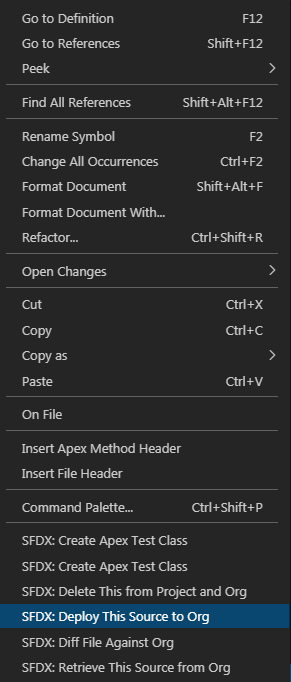 Go to Definition F12
Go to References Shift+F12
Peek
Find All References Shift+Alt+F12
Rename Symbol F2
Change All Occurrences Ctrl+F2
Format Document Shift+Alt+F
Format Document With...
Refactor... Ctrl+Shift+R
Open Changes
Cut Ctrl+X
Copy Ctrl+C
Copy as
Paste Ctrl+V
On File
Insert Apex Method Header
Insert File Header
Command Palette... Ctrl+Shift+P
SFDX: Create Apex Test Class
SFDX: Create Apex Test Class
SFDX: Delete This from Project and Org
SFDX: Deploy This Source to Org
SFDX: Diff File Against Org
SFDX: Retrieve This Source from Org